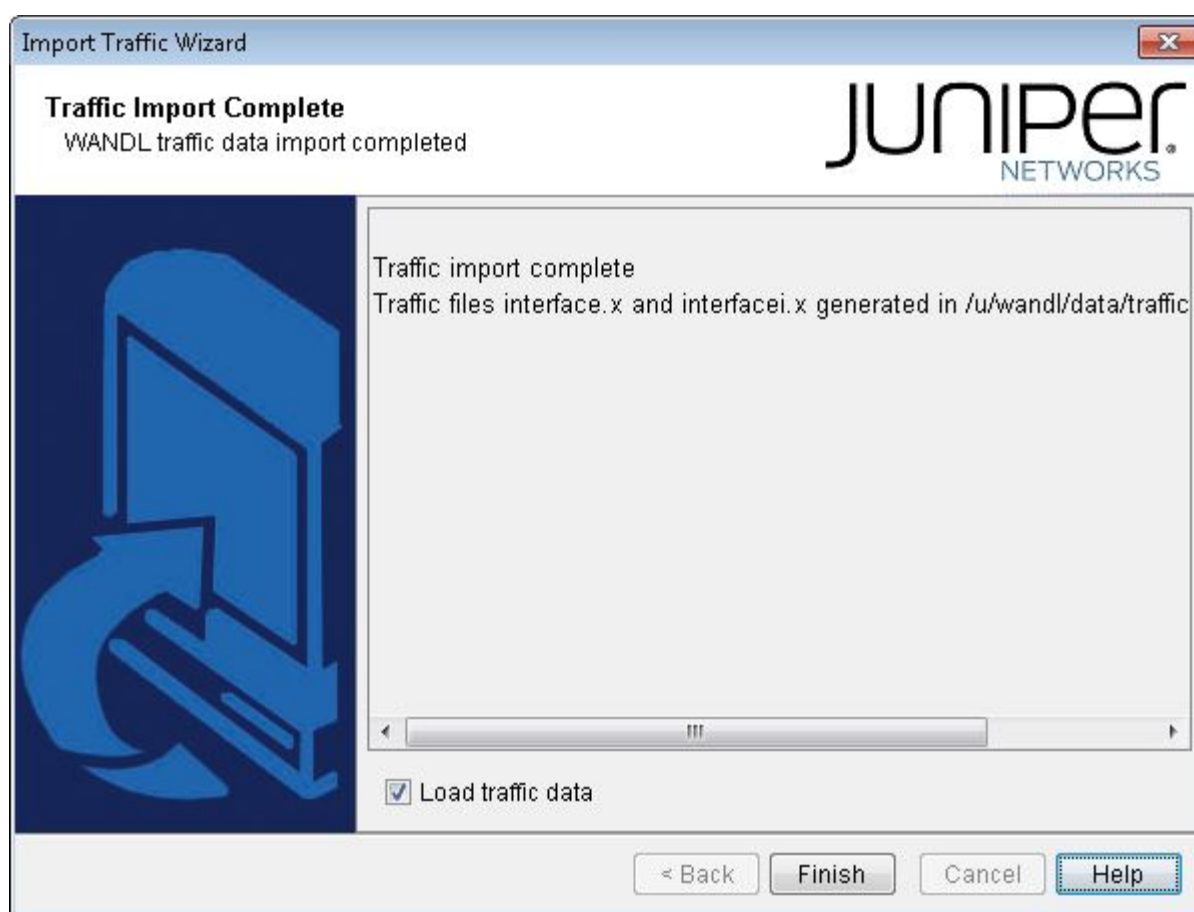 Import Traffic Wizard
Traffic Import Complete
WANDL traffic data import completed
JUNIPER
NETWORKS
Traffic import complete
Traffic files interface.x and interfacei.x generated in /u/wandl/data/traffic
Load traffic data
< Back Finish Cancel Help